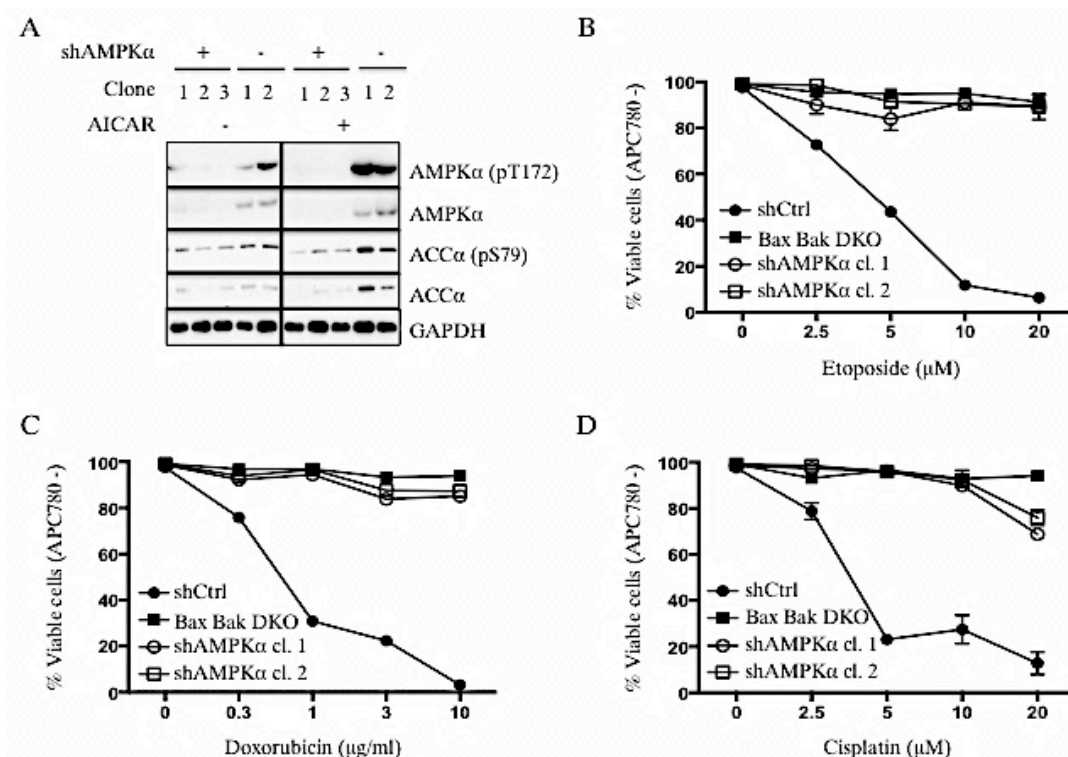 A
shAMPKα + - + -
Clone 1 2 3 1 2 1 2 3 1 2
AICAR - +
AMPKα (pT172)
AMPKα
ACCα (pS79)
ACCα
GAPDH
B
% Viable cells (APC780 -)
100
80
60
40
20
0
shCtrl
Bax Bak DKO
shAMPKα cl. 1
shAMPKα cl. 2
0 2.5 5 10 20
Etoposide (μM)
C
% Viable cells (APC780 -)
100
80
60
40
20
0
shCtrl
Bax Bak DKO
shAMPKα cl. 1
shAMPKα cl. 2
0 0.3 1 3 10
Doxorubicin (μg/ml)
D
% Viable cells (APC780 -)
100
80
60
40
20
0
shCtrl
Bax Bak DKO
shAMPKα cl. 1
shAMPKα cl. 2
0 2.5 5 10 20
Cisplatin (μM)